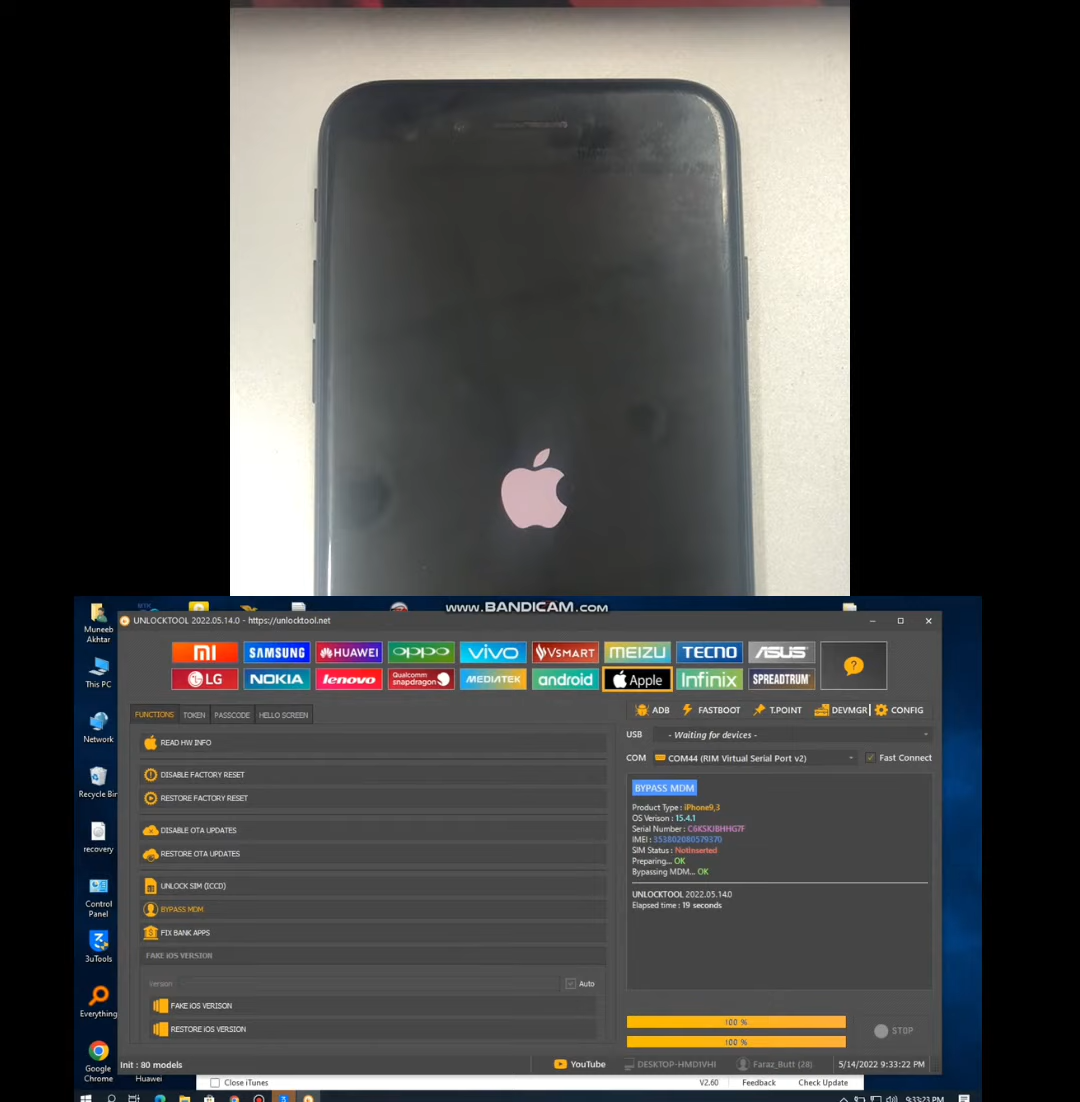 www.BANDICAM.com
Muneeb
Akhtar
This PC
Network
Recycle Bin
recovery
Control
Panel
3uTools
Everything
Google
Chrome
Huawei
UNLOCKTOOL 2022.05.14.0 - https://unlocktool.net
mi SAMSUNG HUAWEI oppo vivo VSMART MEIZU TECNO ASUS
LG NOKIA lenovo Qualcomm snapdragon MEDIATEK android Apple Infinix SPREADTRUM ?
FUNCTIONS TOKEN PASSCODE HELLO SCREEN
ADB FASTBOOT T.POINT DEVMGR CONFIG
READ HW INFO
DISABLE FACTORY RESET
RESTORE FACTORY RESET
DISABLE OTA UPDATES
RESTORE OTA UPDATES
UNLOCK SIM (ICCD)
BYPASS MDM
FIX BANK APPS
FAKE iOS VERSION
Version Auto
FAKE iOS VERISON
RESTORE iOS VERSION
USB - Waiting for devices -
COM COM44 (RIM Virtual Serial Port v2) Fast Connect
BYPASS MDM
Product Type : iPhone9,3
OS Verison : 15.4.1
Serial Number : C6KSKJBHHG7F
IMEI : 353802080579370
SIM Status : NotInserted
Preparing... OK
Bypassing MDM... OK
UNLOCKTOOL 2022.05.14.0
Elapsed time : 19 seconds
100 %
100 %
STOP
Init : 80 models
YouTube DESKTOP-HMDIVHI Faraz_Butt (28) 5/14/2022 9:33:22 PM
Close iTunes V2.60 Feedback Check Update
9:33:23 PM